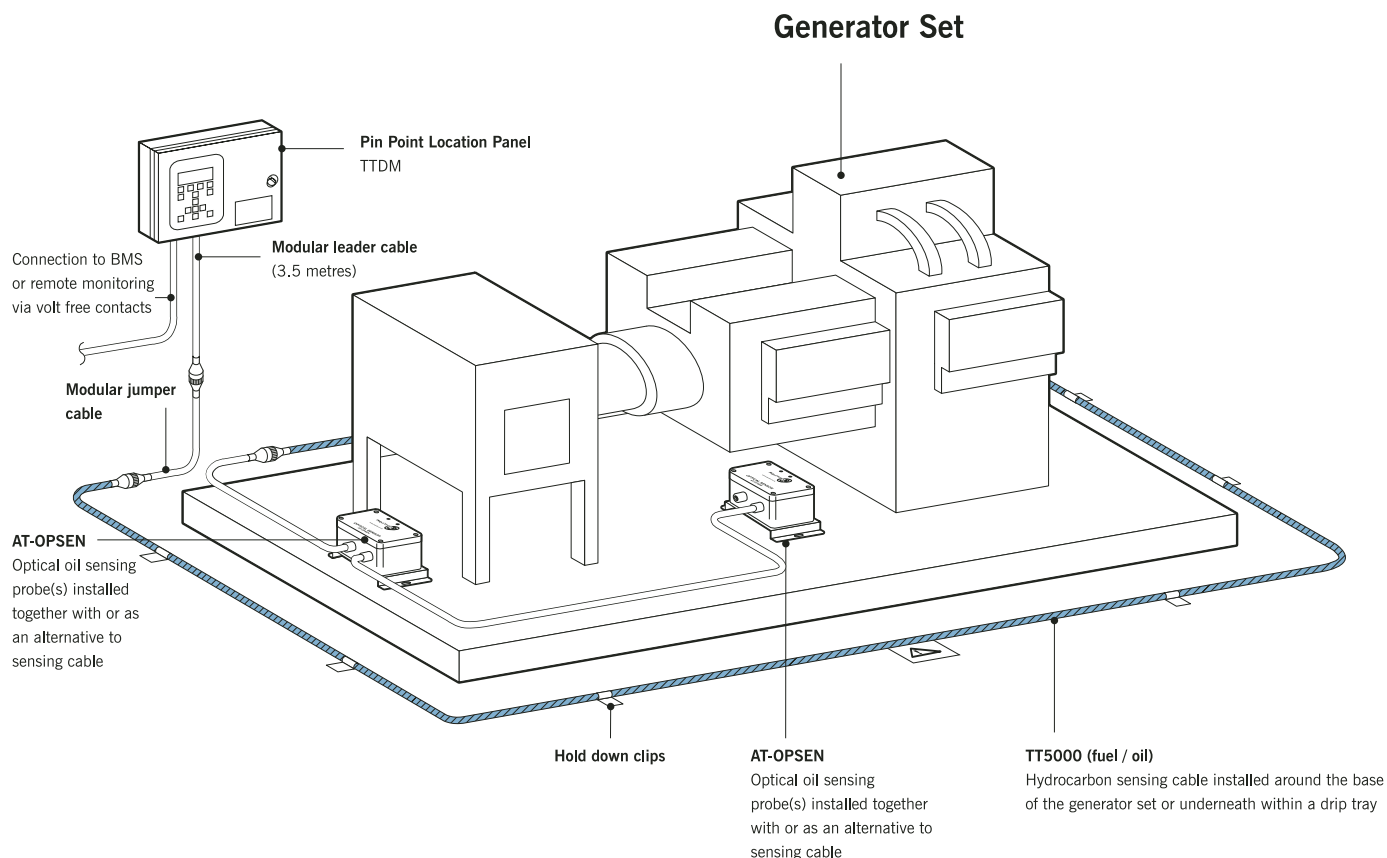 Generator Set
Pin Point Location Panel
TTDM
Modular leader cable
(3.5 metres)
Connection to BMS
or remote monitoring
via volt free contacts
Modular jumper
cable
AT-OPSEN
Optical oil sensing
probe(s) installed
together with or as
an alternative to
sensing cable
Hold down clips
AT-OPSEN
Optical oil sensing
probe(s) installed together
with or as an alternative to
sensing cable
TT5000 (fuel / oil)
Hydrocarbon sensing cable installed around the base
of the generator set or underneath within a drip tray